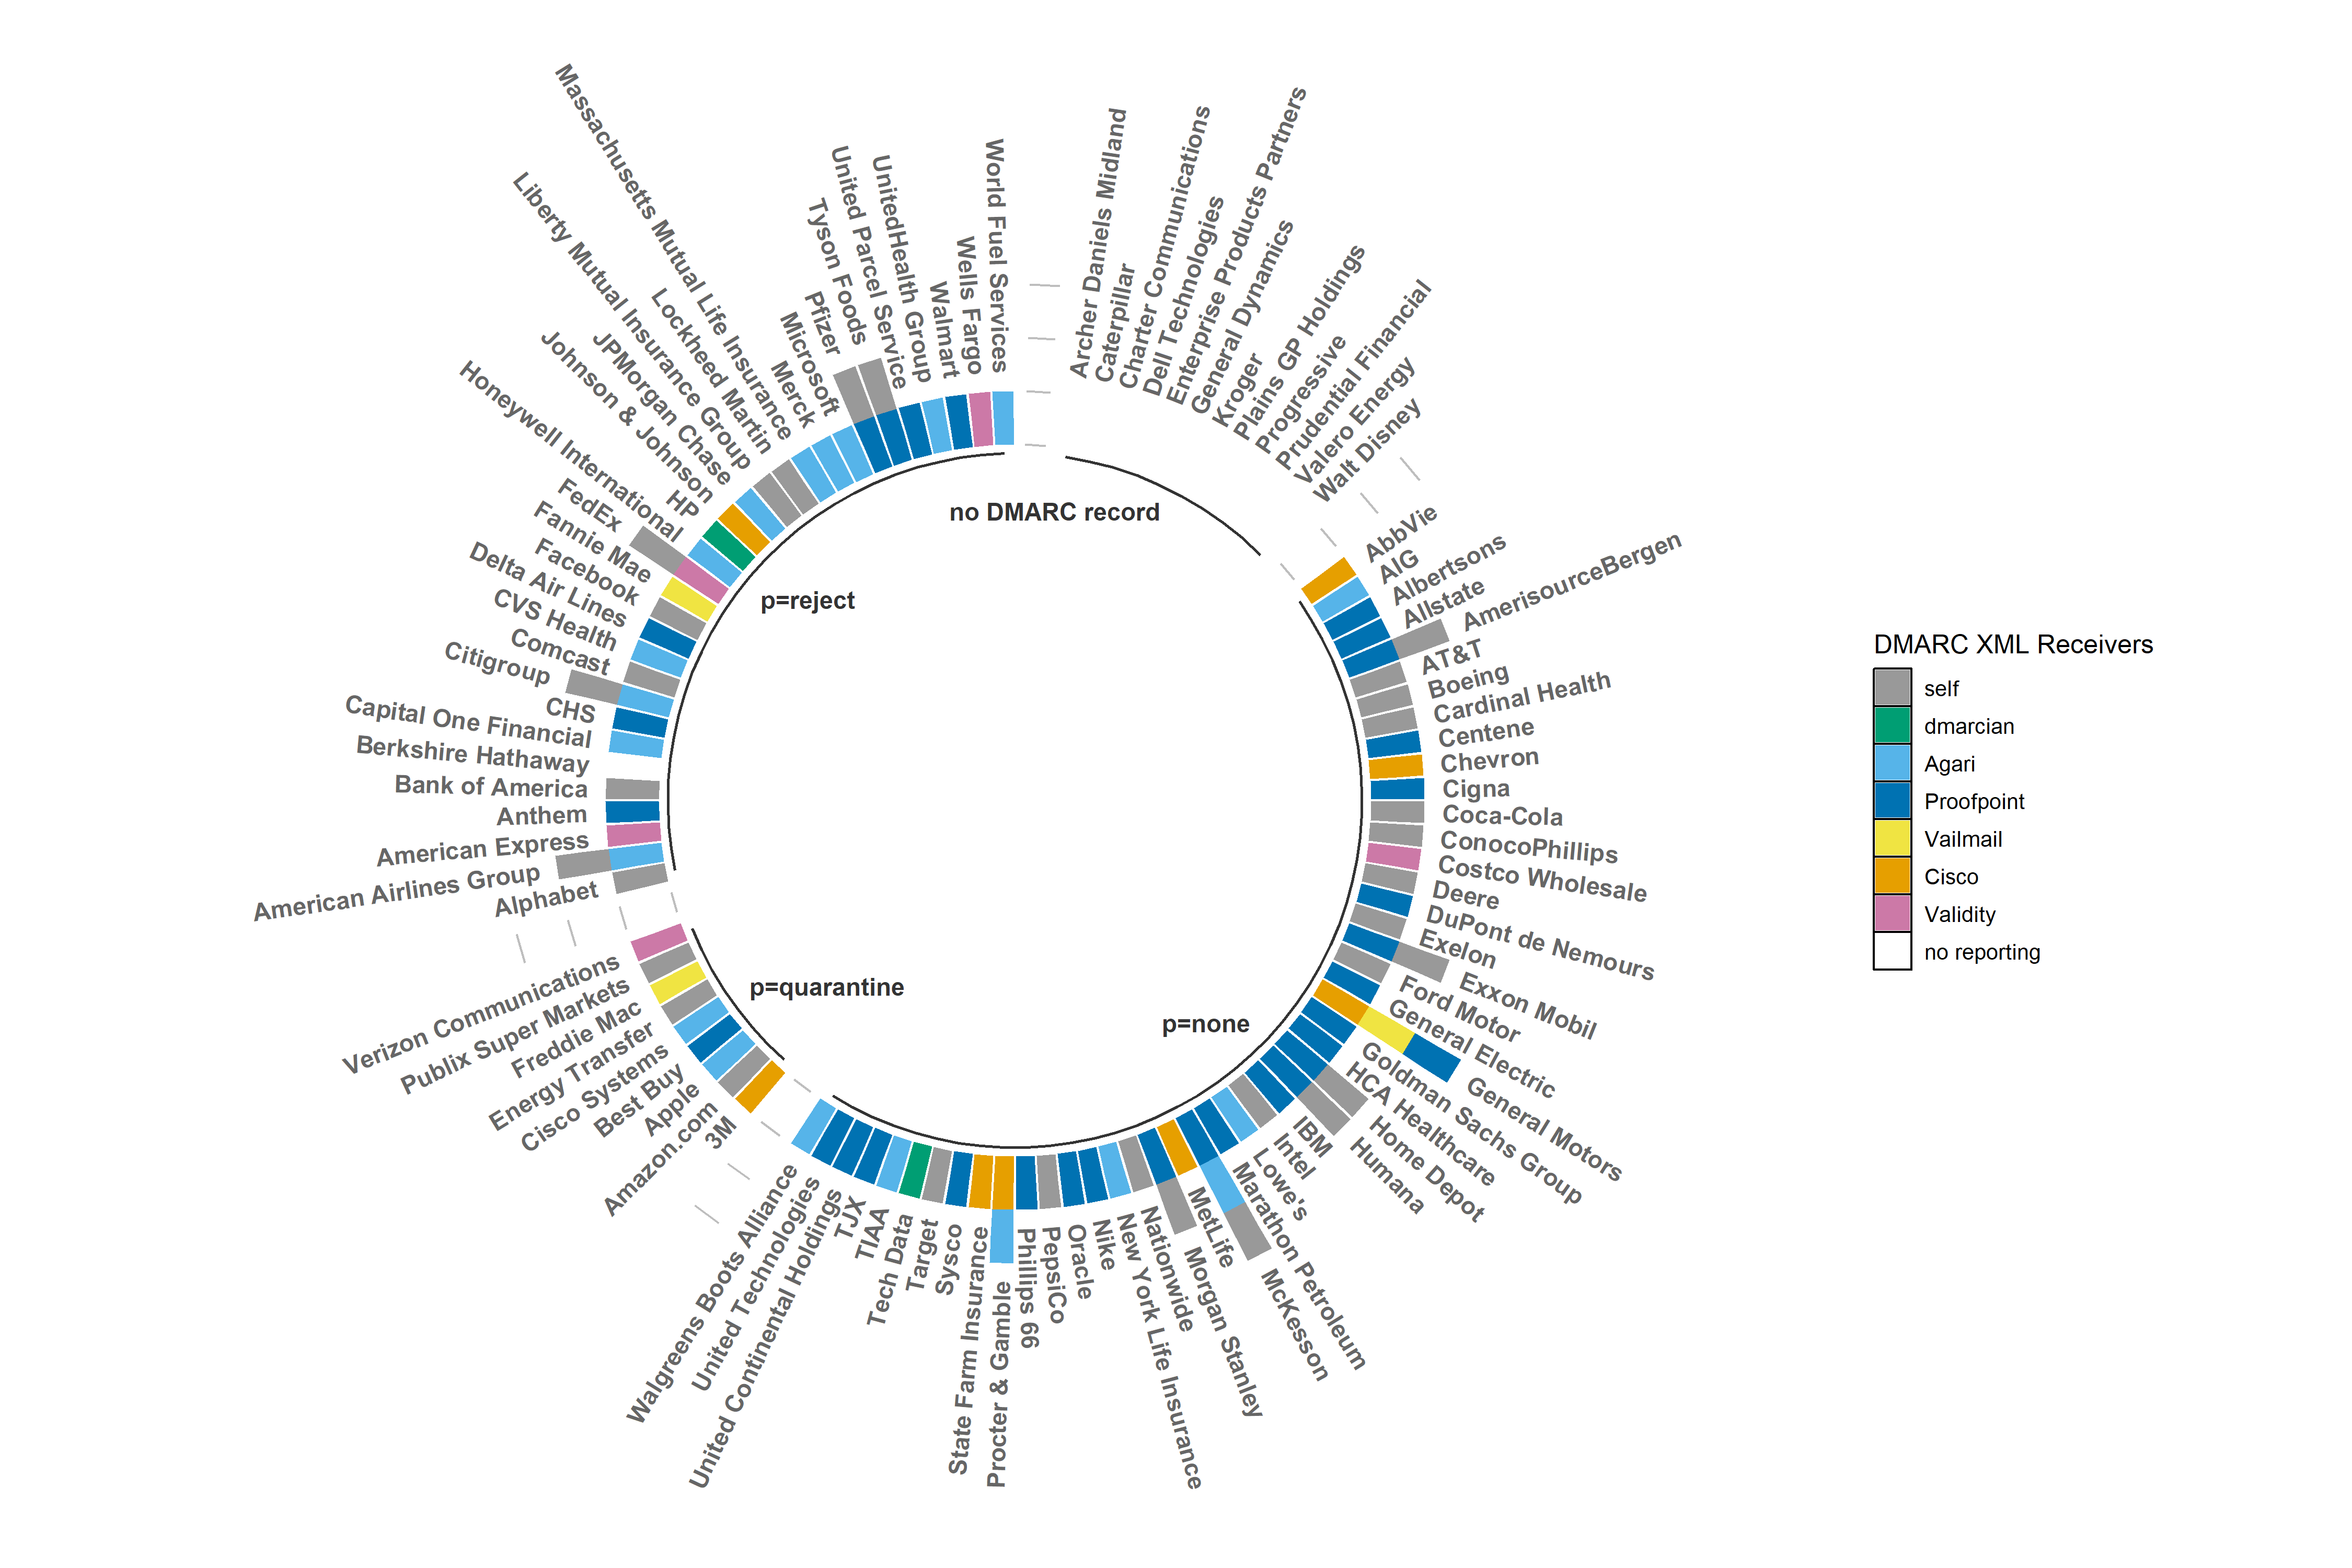 Archer Daniels Midland
Caterpillar
Charter Communications
Dell Technologies
Enterprise Products Partners
General Dynamics
Kroger
Plains GP Holdings
Progressive
Prudential Financial
Valero Energy
Walt Disney
AbbVie
AIG
Albertsons
Allstate
AmerisourceBergen
AT&T
Boeing
Cardinal Health
Centene
Chevron
Cigna
Coca-Cola
ConocoPhillips
Costco Wholesale
Deere
DuPont de Nemours
Exelon
Exxon Mobil
Ford Motor
General Electric
General Motors
Goldman Sachs Group
HCA Healthcare
Home Depot
Humana
IBM
Intel
Lowe's
Marathon Petroleum
McKesson
MetLife
Morgan Stanley
Nationwide
New York Life Insurance
Nike
Oracle
PepsiCo
Phillips 66
Procter & Gamble
State Farm Insurance
Sysco
Target
Tech Data
TIAA
TJX
United Continental Holdings
United Technologies
Walgreens Boots Alliance
3M
Amazon.com
Apple
Best Buy
Cisco Systems
Energy Transfer
Freddie Mac
Publix Super Markets
Verizon Communications
Alphabet
American Airlines Group
American Express
Anthem
Bank of America
Berkshire Hathaway
Capital One Financial
CHS
Citigroup
Comcast
CVS Health
Delta Air Lines
Facebook
Fannie Mae
FedEx
Honeywell International
HP
Johnson & Johnson
JPMorgan Chase
Liberty Mutual Insurance Group
Lockheed Martin
Massachusetts Mutual Life Insurance
Merck
Microsoft
Pfizer
Tyson Foods
United Parcel Service
UnitedHealth Group
Walmart
Wells Fargo
World Fuel Services
no DMARC record
p=reject
p=quarantine
p=none
DMARC XML Receivers
self
dmarcian
Agari
Proofpoint
Vailmail
Cisco
Validity
no reporting